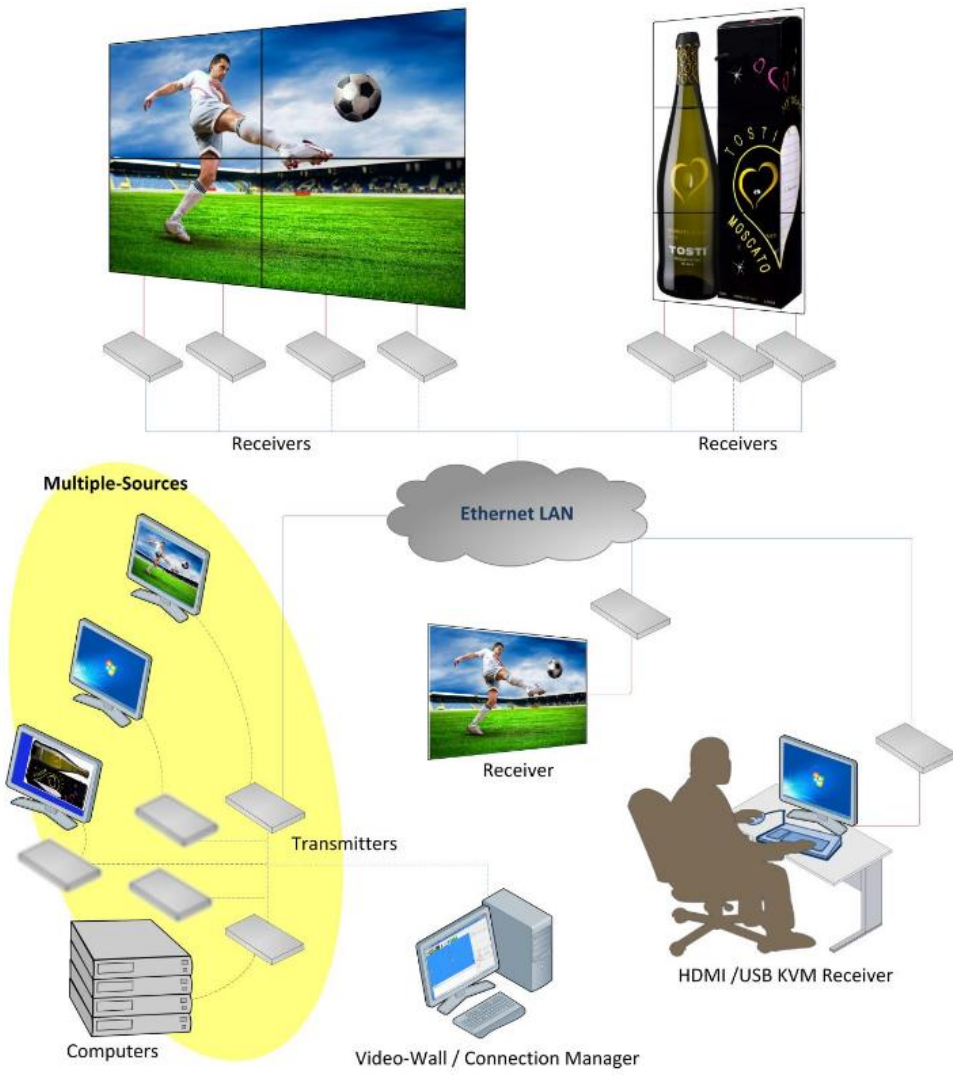 TOSTI
MOSCATO
TOSTI
Receivers
Receivers
Multiple-Sources
Ethernet LAN
Receiver
Transmitters
HDMI /USB KVM Receiver
Computers
Video-Wall / Connection Manager